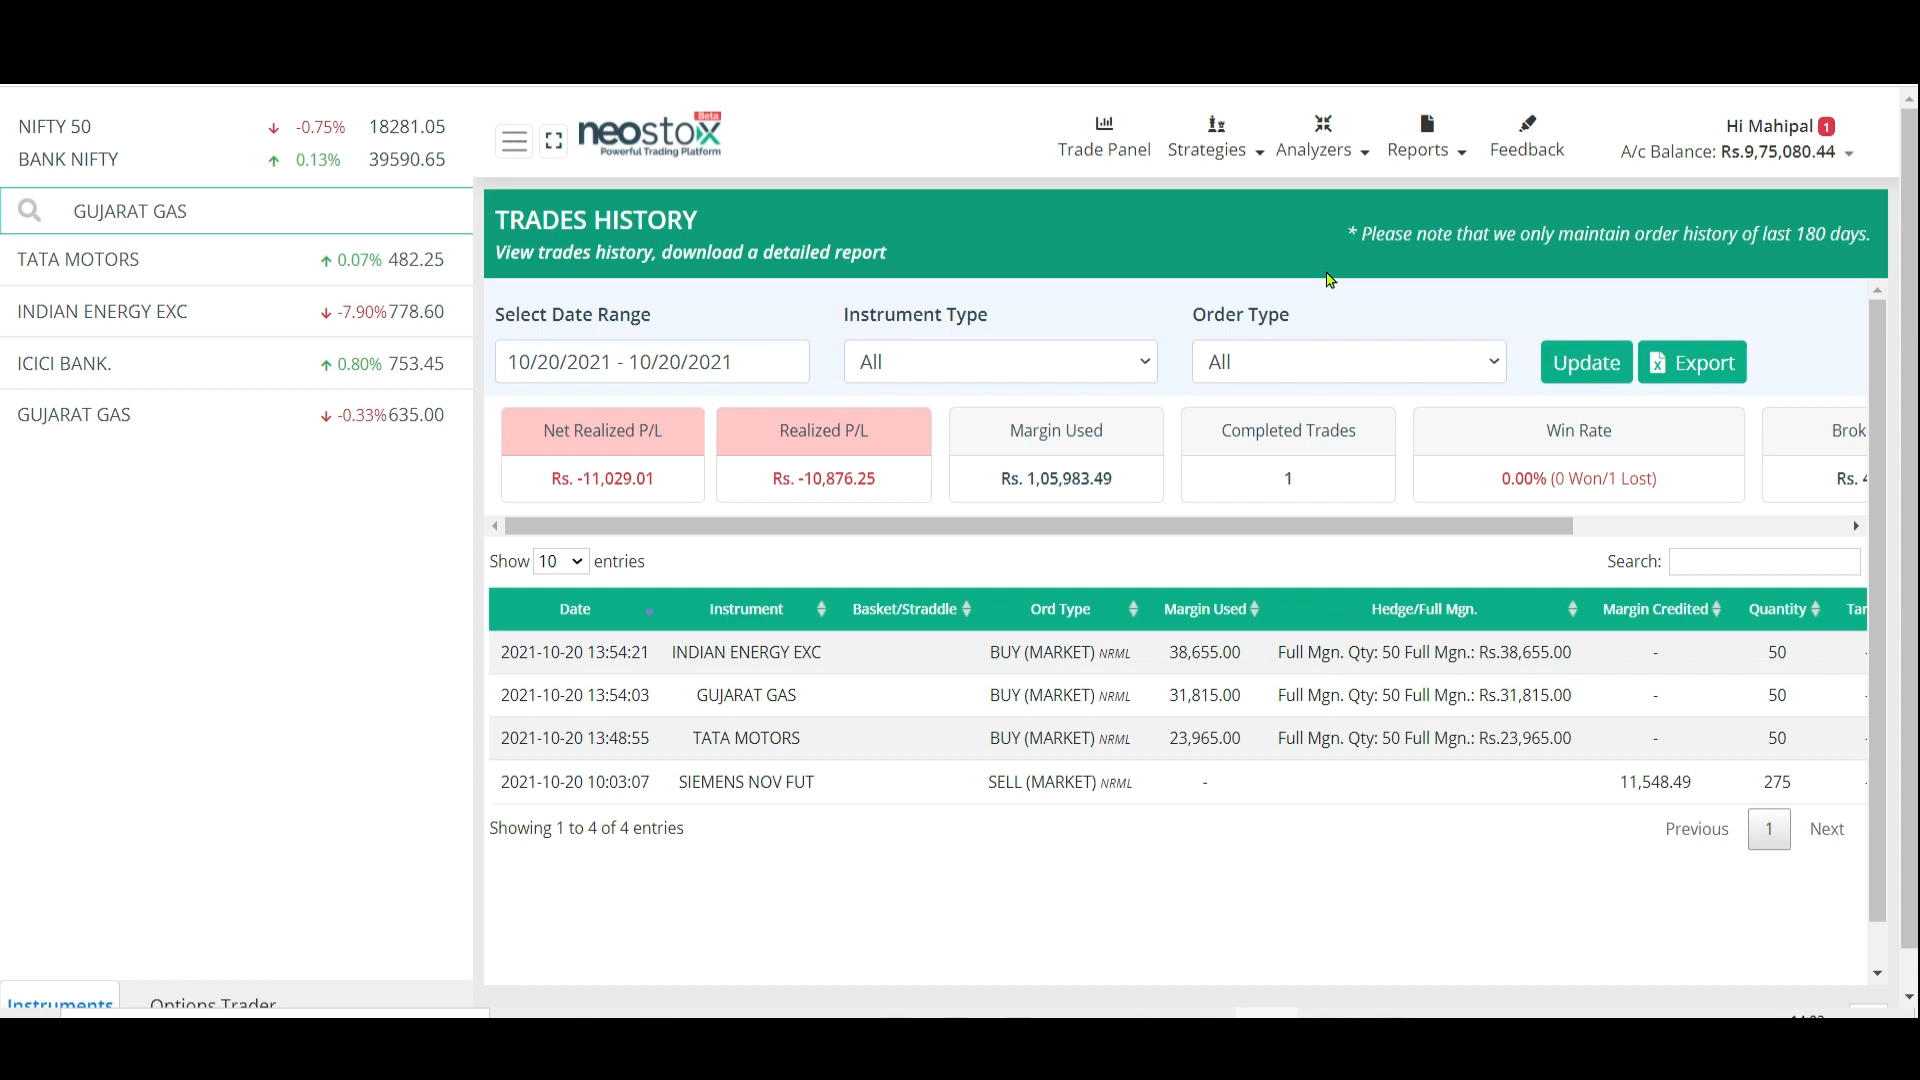 NIFTY 50 -0.75% 18281.05
BANK NIFTY 0.13% 39590.65
GUJARAT GAS
TATA MOTORS 0.07% 482.25
INDIAN ENERGY EXC -7.90% 778.60
ICICI BANK. 0.80% 753.45
GUJARAT GAS -0.33% 635.00
Instruments Options Trader
neostox Beta
Powerful Trading Platform
Trade Panel Strategies Analyzers Reports Feedback
Hi Mahipal 1
A/c Balance: Rs.9,75,080.44
TRADES HISTORY
View trades history, download a detailed report
* Please note that we only maintain order history of last 180 days.
Select Date Range Instrument Type Order Type
10/20/2021 - 10/20/2021 All All Update Export
Net Realized P/L Realized P/L Margin Used Completed Trades Win Rate Brok
Rs. -11,029.01 Rs. -10,876.25 Rs. 1,05,983.49 1 0.00% (0 Won/1 Lost) Rs.
Show 10 entries Search:
Date Instrument Basket/Straddle Ord Type Margin Used Hedge/Full Mgn. Margin Credited Quantity Tar
2021-10-20 13:54:21 INDIAN ENERGY EXC BUY (MARKET) NRML 38,655.00 Full Mgn. Qty: 50 Full Mgn.: Rs.38,655.00 - 50 -
2021-10-20 13:54:03 GUJARAT GAS BUY (MARKET) NRML 31,815.00 Full Mgn. Qty: 50 Full Mgn.: Rs.31,815.00 - 50 -
2021-10-20 13:48:55 TATA MOTORS BUY (MARKET) NRML 23,965.00 Full Mgn. Qty: 50 Full Mgn.: Rs.23,965.00 - 50 -
2021-10-20 10:03:07 SIEMENS NOV FUT SELL (MARKET) NRML - 11,548.49 275 -
Showing 1 to 4 of 4 entries Previous 1 Next